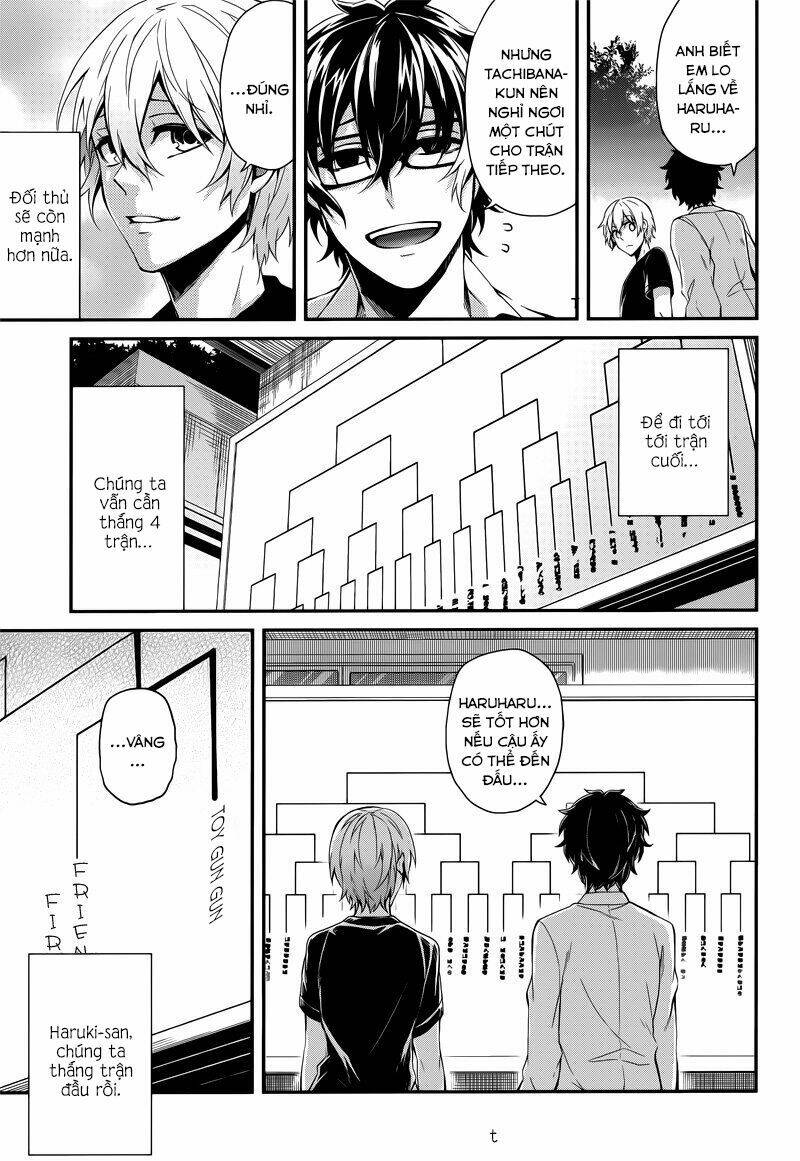 ANH BIẾT
EM LO
LẮNG VỀ
HARUHA-
RU...
NHƯNG
TACHIBANA-
KUN NÊN
NGHỈ NGƠI
MỘT CHÚT
CHO TRẬN
TIẾP THEO.
...ĐÚNG
NHỈ.
Đối thủ
sẽ còn
mạnh
hơn nữa.
Để đi tới
tới trận
cuối...
Chúng ta
vẫn cần
thắng 4
trận...
HARUHARU...
SẼ TỐT HƠN
NẾU CẬU ẤY
CÓ THỂ ĐẾN
ĐẤU...
...VÂNG
...
TOY GUN GUN
FRIEN
FIR
Haruki-san,
chúng ta
thắng trận
đầu rồi.
t